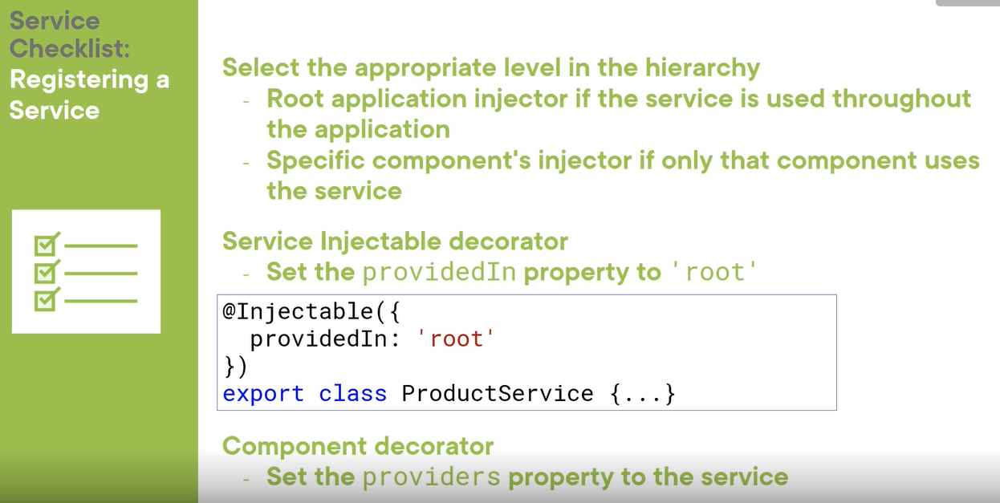 Service
Checklist:
Registering a
Service
Select the appropriate level in the hierarchy
- Root application injector if the service is used throughout
the application
- Specific component's injector if only that component uses
the service
Service Injectable decorator
- Set the providedIn property to 'root'
@Injectable({
  providedIn: 'root'
})
export class ProductService {...}
Component decorator
- Set the providers property to the service